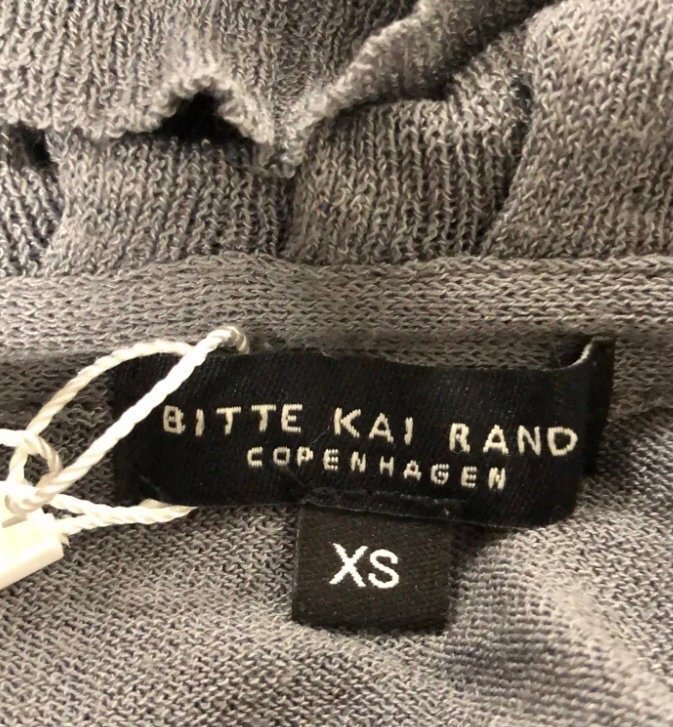 BITTE KAI RAND
COPENHAGEN
XS